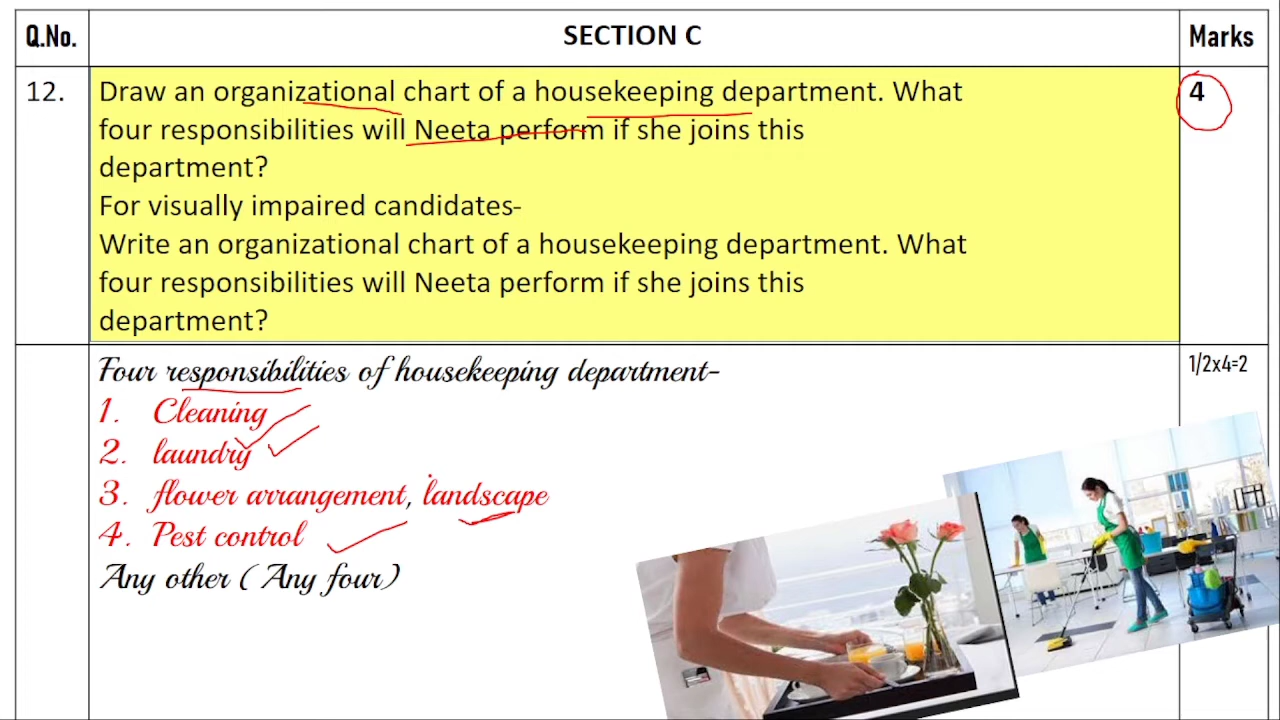 Q.No. SECTION C Marks
12. Draw an organizational chart of a housekeeping department. What 4
four responsibilities will Neeta perform if she joins this
department?
For visually impaired candidates-
Write an organizational chart of a housekeeping department. What
four responsibilities will Neeta perform if she joins this
department?
Four responsibilities of housekeeping department- 1/2x4=2
1. Cleaning
2. laundry
3. flower arrangement, landscape
4. Pest control
Any other ( Any four)